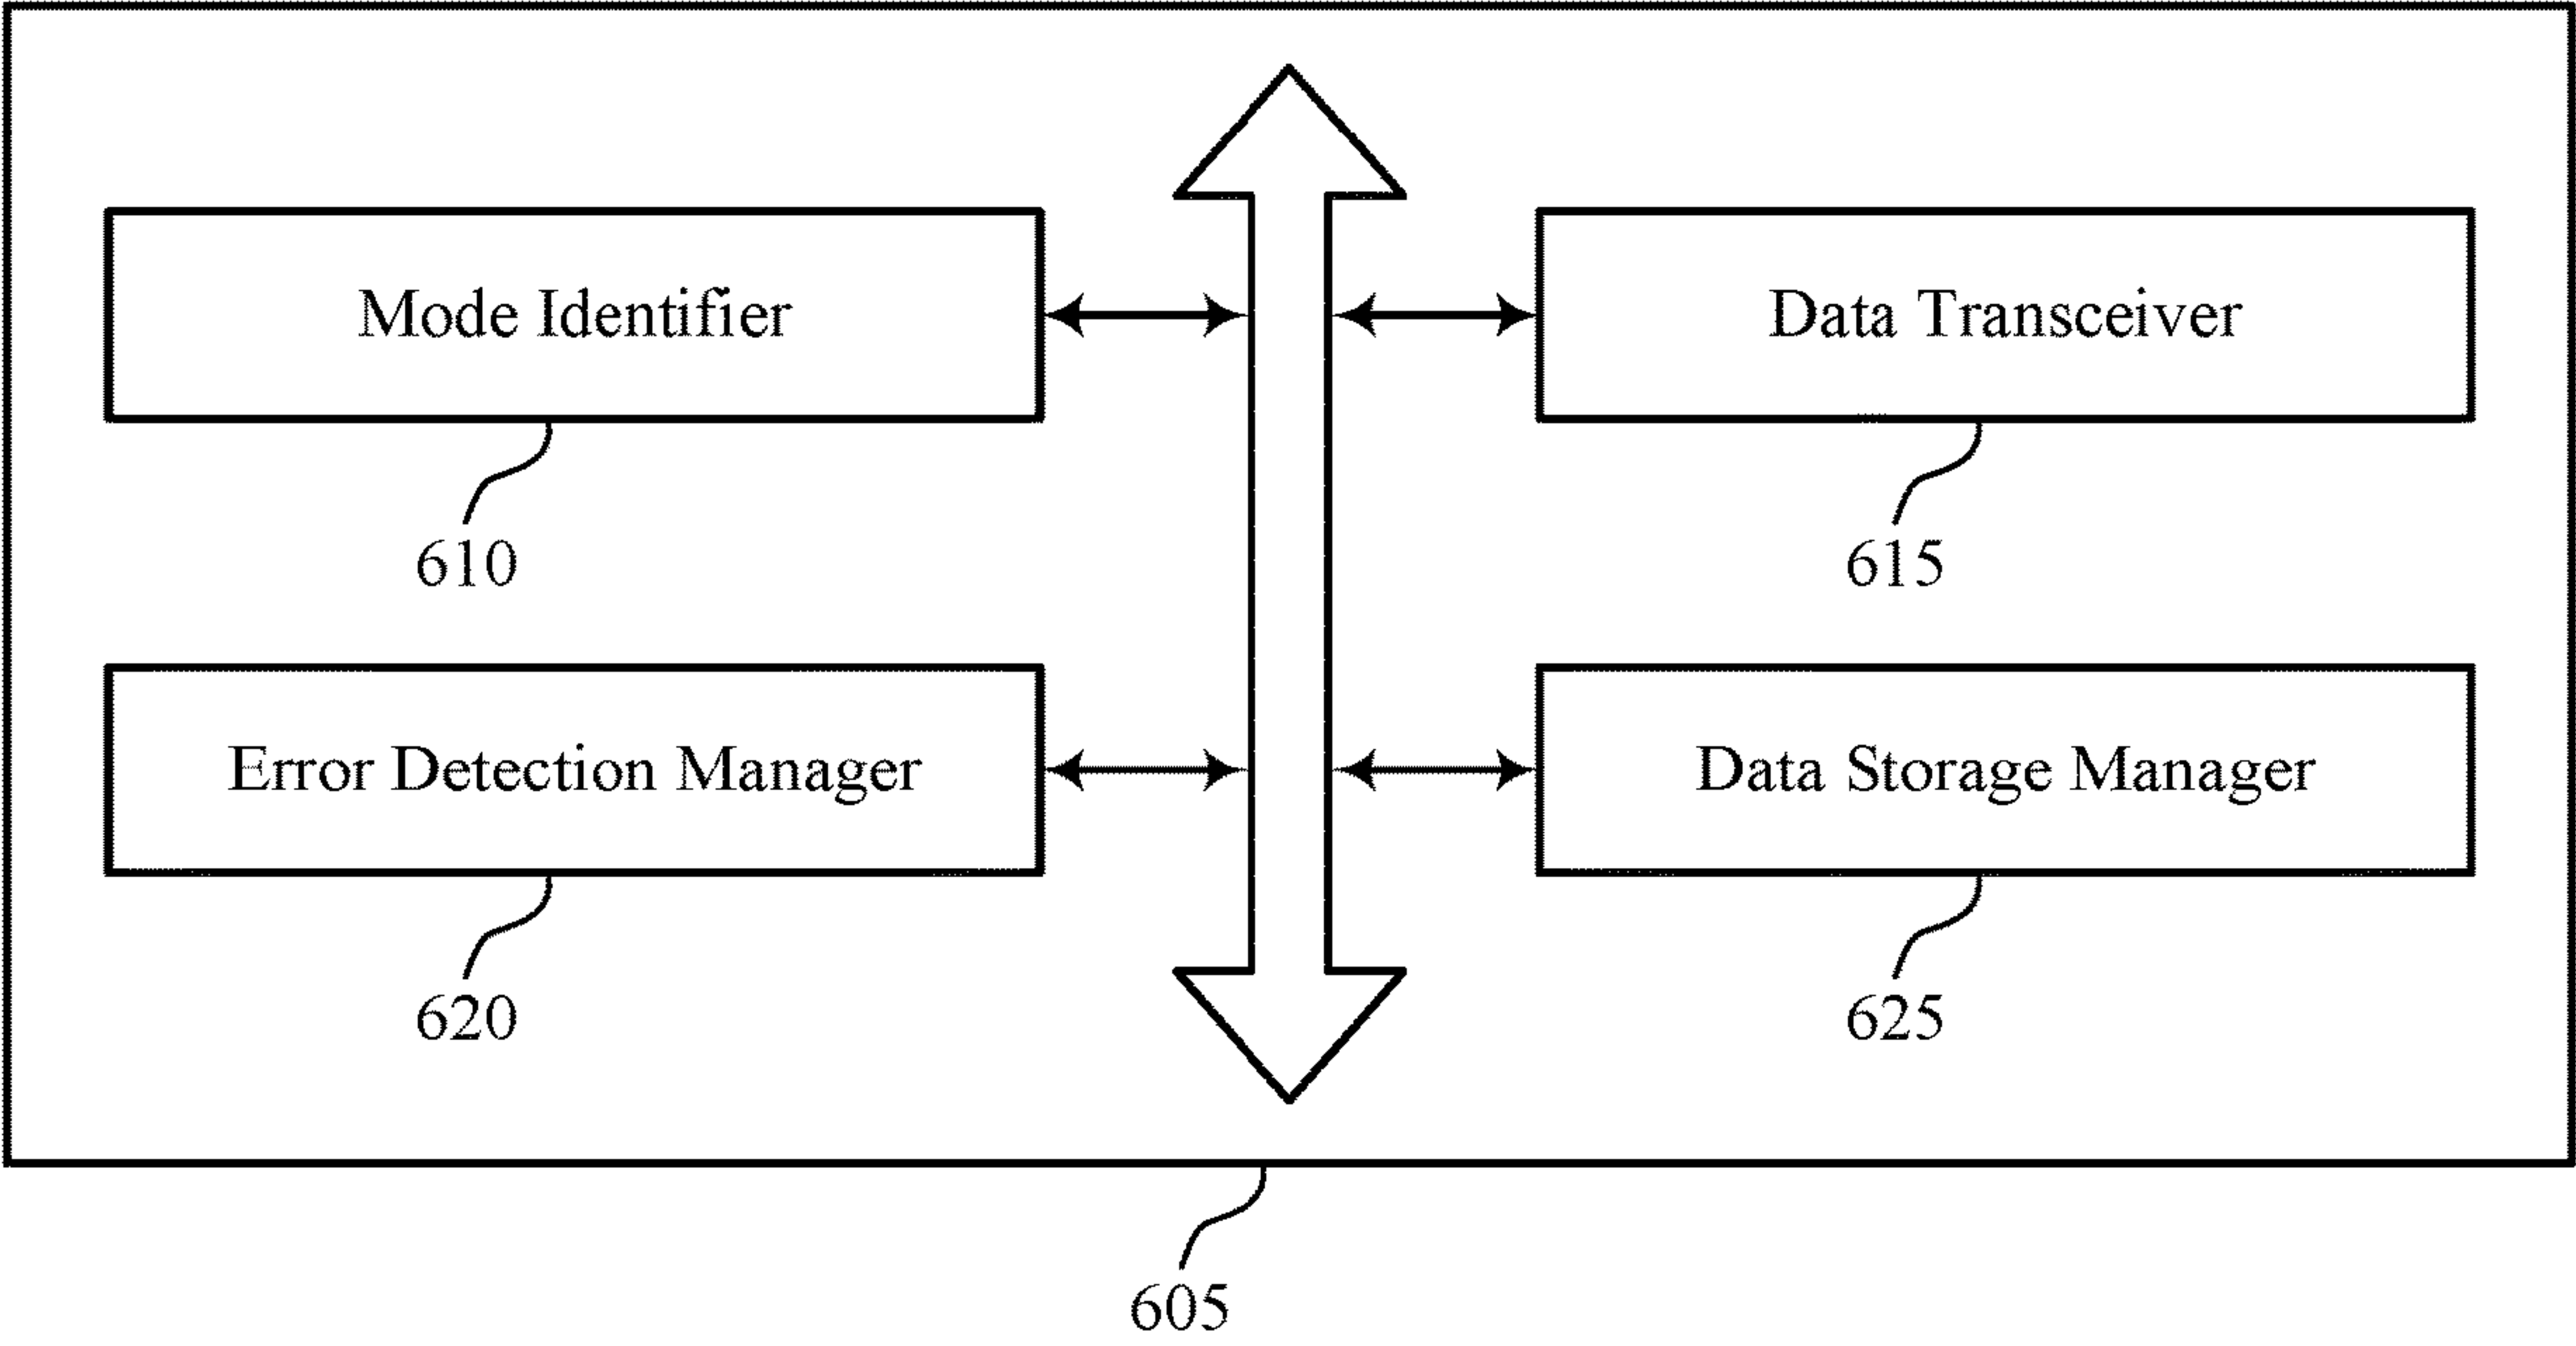 Mode Identifier
Data Transceiver
610
615
Error Detection Manager
Data Storage Manager
620
625
605